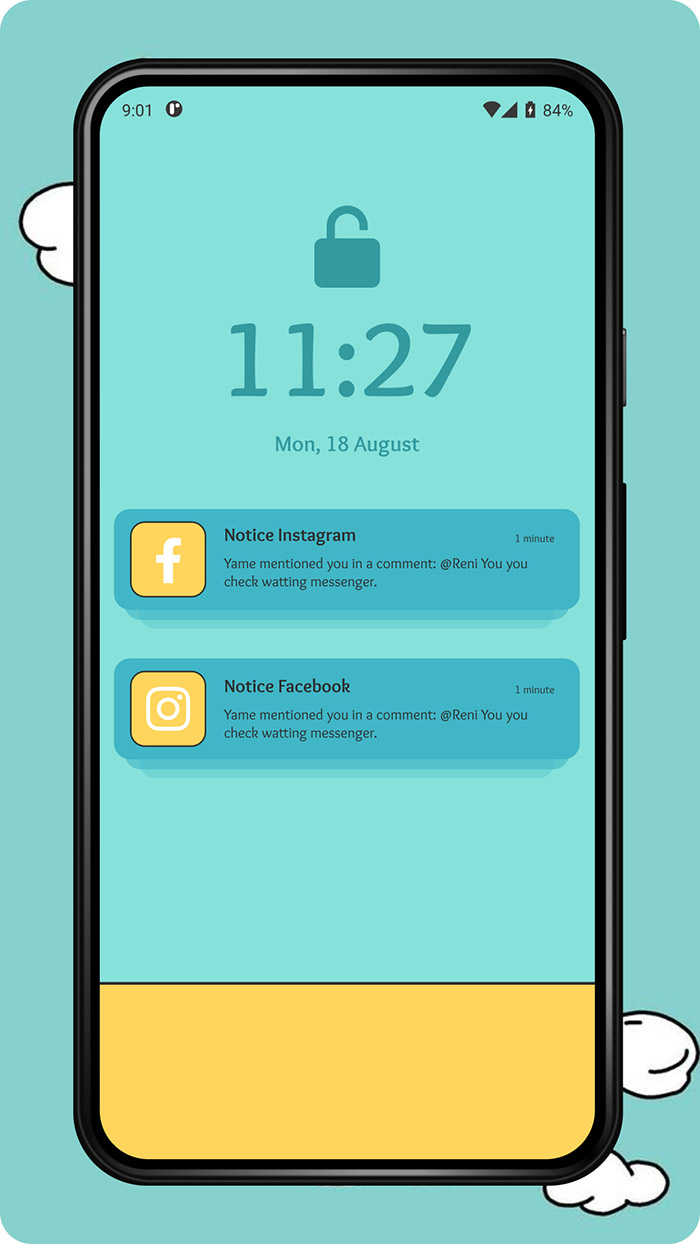 9:01
84%
11:27
Mon, 18 August
Notice Instagram
1 minute
Yame mentioned you in a comment: @Reni You you
check watting messenger.
Notice Facebook
1 minute
Yame mentioned you in a comment: @Reni You you
check watting messenger.